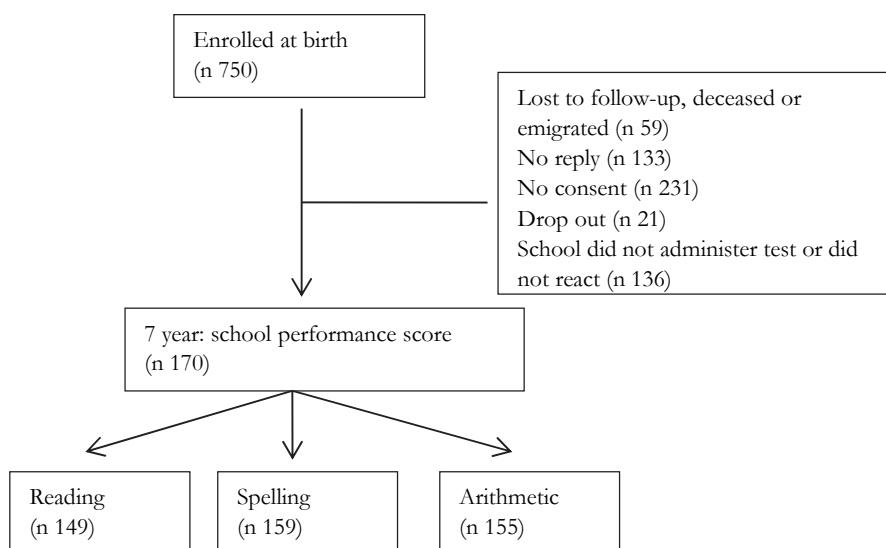 Enrolled at birth
(n 750)
Lost to follow-up, deceased or
emigrated (n 59)
No reply (n 133)
No consent (n 231)
Drop out (n 21)
School did not administer test or did
not react (n 136)
7 year: school performance score
(n 170)
Reading
(n 149)
Spelling
(n 159)
Arithmetic
(n 155)